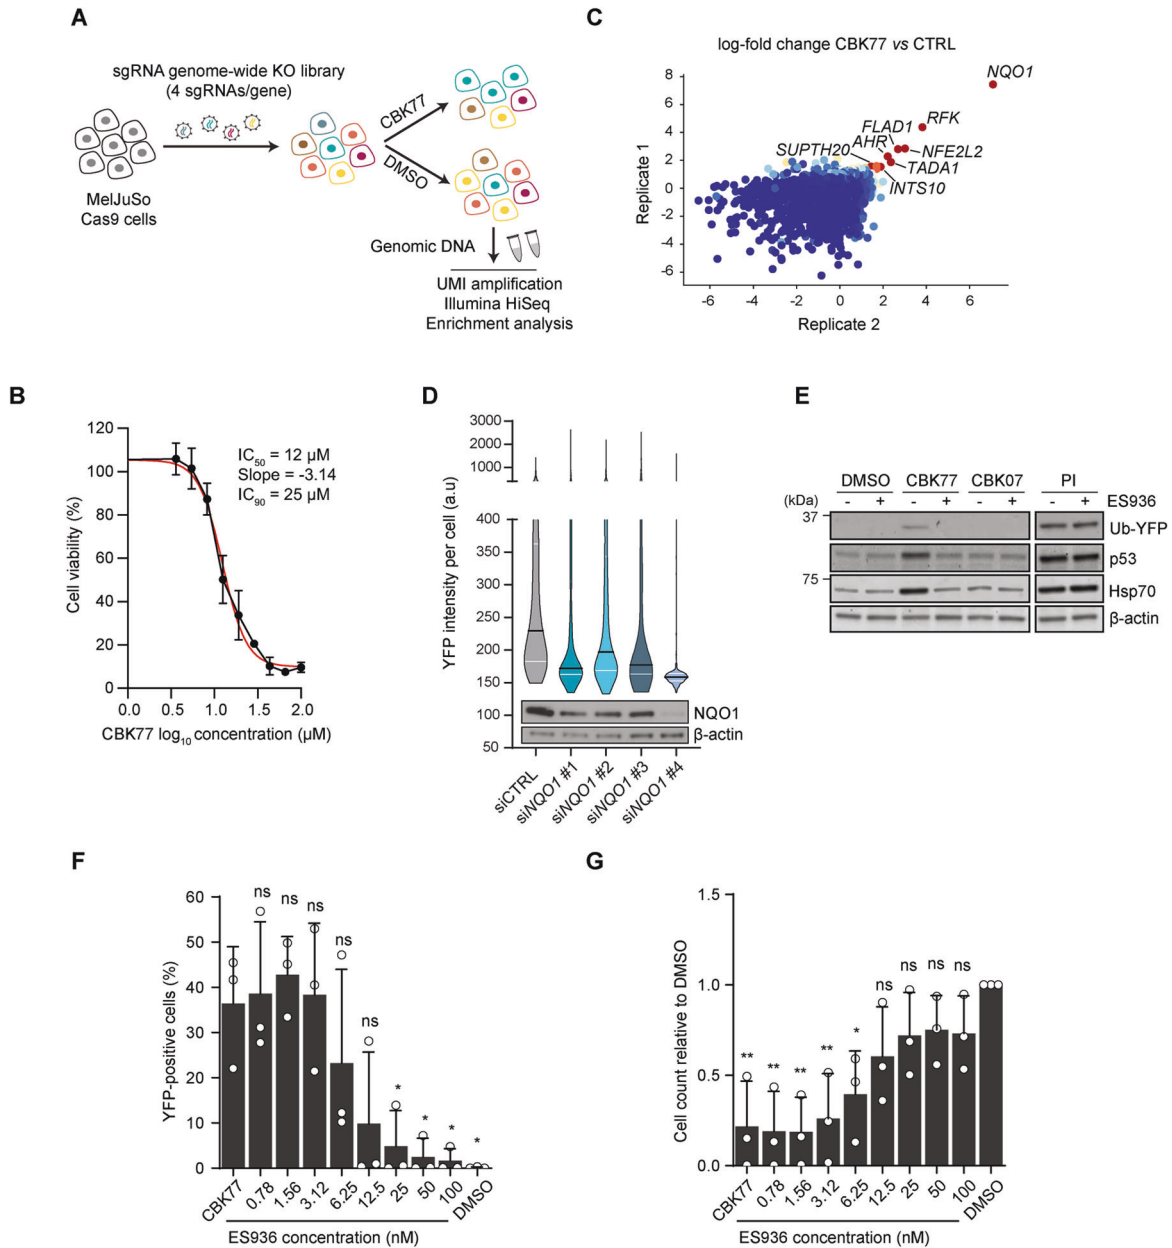 A
sgRNA genome-wide KO library
(4 sgRNAs/gene)
MelJuSo
Cas9 cells
CBK77
DMSO
Genomic DNA
UMI amplification
Illumina HiSeq
Enrichment analysis
C
log-fold change CBK77 vs CTRL
8
6
4
2
0
-2
-4
-6
Replicate 1
NQO1
RFK
FLAD1
AHR
SUPTH20
NFE2L2
TADA1
INTS10
-6 -4 -2 0 2 4 6
Replicate 2
B
120
100
80
60
40
20
0
Cell viability (%)
IC50 = 12 µM
Slope = -3.14
IC90 = 25 µM
0.0 0.5 1.0 1.5 2.0
CBK77 log10 concentration (µM)
D
3000
2000
1000
400
350
300
250
200
150
100
50
YFP intensity per cell (a.u)
NQO1
β-actin
siCTRL
siNQO1 #1
siNQO1 #2
siNQO1 #3
siNQO1 #4
E
DMSO CBK77 CBK07 PI
(kDa) - + - + - + - + ES936
37
Ub-YFP
p53
75
Hsp70
β-actin
F
60
50
40
30
20
10
0
YFP-positive cells (%)
ns ns ns ns ns * * * *
CBK77 0.78 1.56 3.12 6.25 12.5 25 50 100 DMSO
ES936 concentration (nM)
G
1.5
1.0
0.5
0.0
Cell count relative to DMSO
** ** ** ** * ns ns ns ns
CBK77 0.78 1.56 3.12 6.25 12.5 25 50 100 DMSO
ES936 concentration (nM)